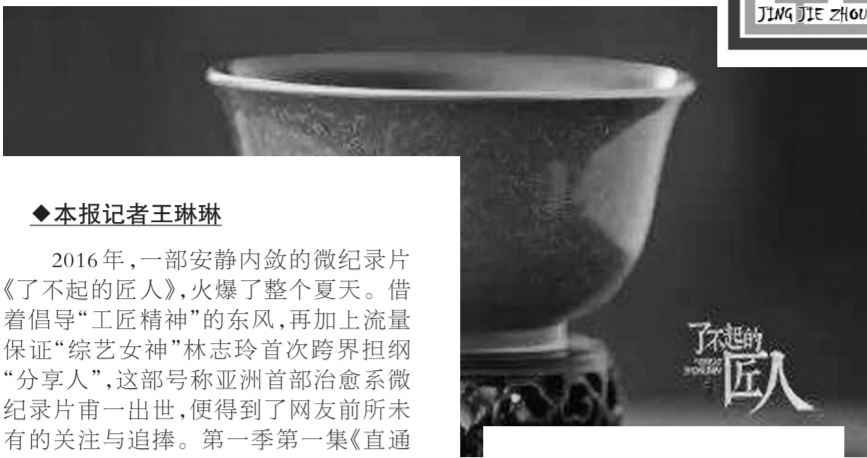 JING JIE ZHOU
◆本报记者王琳琳
2016年,一部安静内敛的微纪录片
《了不起的匠人》,火爆了整个夏天。借
着倡导“工匠精神”的东风,再加上流量
保证“综艺女神”林志玲首次跨界担纲
“分享人”,这部号称亚洲首部治愈系微
纪录片甫一出世,便得到了网友前所未
有的关注与追捧。第一季第一集《直通
了不起的
匠人